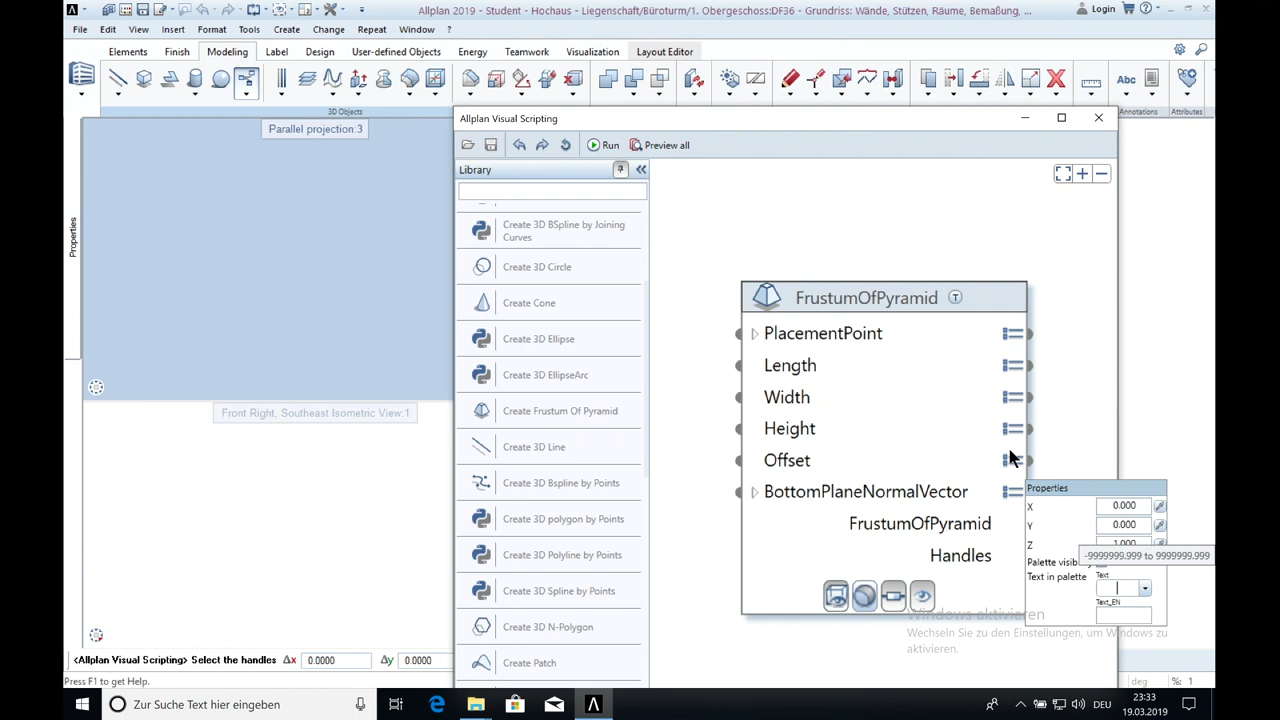 Allplan 2019 - Student - Hochaus - Liegenschaft/Büroturm/1. Obergeschoss:DF36 - Grundriss: Wände, Stützen, Räume, Bemaßung, ...
Login
File Edit View Insert Format Tools Create Change Repeat Window ?
Elements Finish Modeling Label Design User-defined Objects Energy Teamwork Visualization Layout Editor
Abc
3D Objects
Annotations Attributes
Parallel projection:3
Allplan Visual Scripting
Run Preview all
Library
Properties
Create 3D BSpline by Joining
Curves
Create 3D Circle
Create Cone
Create 3D Ellipse
Create 3D EllipseArc
Create Frustum Of Pyramid
Create 3D Line
Create 3D Bspline by Points
Create 3D polygon by Points
Create 3D Polyline by Points
Create 3D Spline by Points
Create 3D N-Polygon
Create Patch
FrustumOfPyramid T
PlacementPoint
Length
Width
Height
Offset
BottomPlaneNormalVector
FrustumOfPyramid
Handles
Properties
X 0.000
Y 0.000
Z 1.000
-9999999.999 to 9999999.999
Palette visib
Text in palette Text
Text_EN
Front Right, Southeast Isometric View:1
Windows aktivieren
Wechseln Sie zu den Einstellungen, um Windows zu
aktivieren.
<Allplan Visual Scripting> Select the handles Δx 0.0000 Δy 0.0000
Press F1 to get Help.
deg %: 1
Zur Suche Text hier eingeben
DEU
23:33
19.03.2019